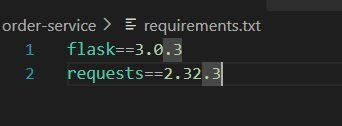 order-service > requirements.txt
1 flask==3.0.3
2 requests==2.32.3